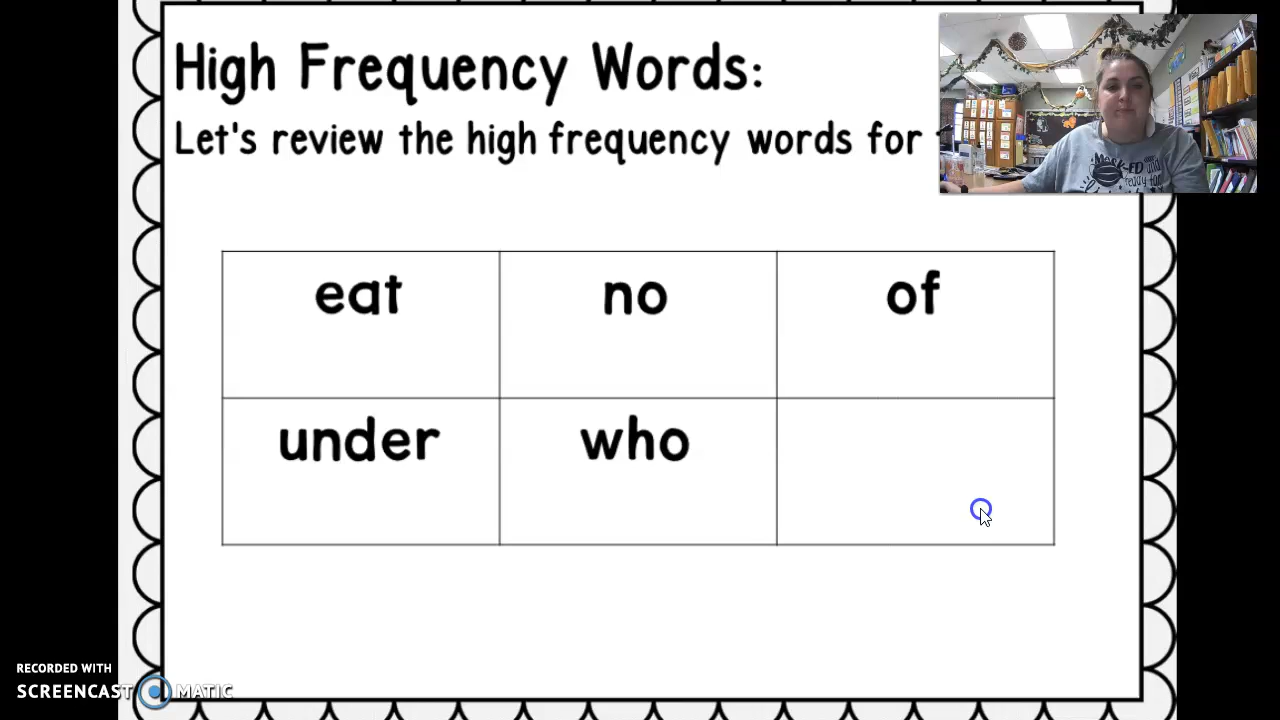 High Frequency Words:
Let's review the high frequency words for
eat no of
under who
RECORDED WITH
SCREENCAST MATIC